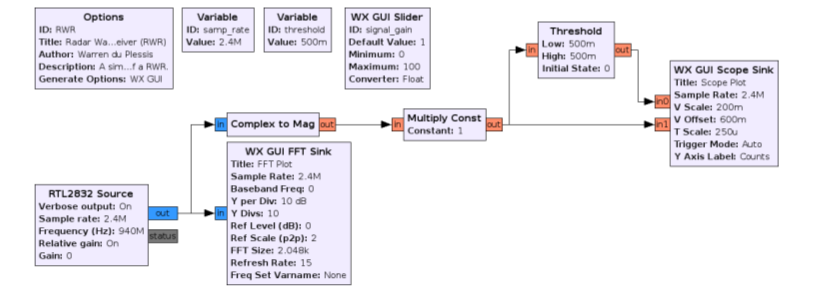 Options
ID: RWR
Title: Radar Wa...eiver (RWR)
Author: Warren du Plessis
Description: A sim...f a RWR.
Generate Options: WX GUI
Variable
ID: samp_rate
Value: 2.4M
Variable
ID: threshold
Value: 500m
WX GUI Slider
ID: signal_gain
Default Value: 1
Minimum: 0
Maximum: 100
Converter: Float
Threshold
Low: 500m
High: 500m
Initial State: 0
in
out
WX GUI Scope Sink
Title: Scope Plot
Sample Rate: 2.4M
V Scale: 200m
V Offset: 600m
T Scale: 250u
Trigger Mode: Auto
Y Axis Label: Counts
in0
in1
in
Complex to Mag
out
in
Multiply Const
Constant: 1
out
WX GUI FFT Sink
Title: FFT Plot
Sample Rate: 2.4M
Baseband Freq: 0
Y per Div: 10 dB
Y Divs: 10
Ref Level (dB): 0
Ref Scale (p2p): 2
FFT Size: 2.048k
Refresh Rate: 15
Freq Set Varname: None
in
RTL2832 Source
Verbose output: On
Sample rate: 2.4M
Frequency (Hz): 940M
Relative gain: On
Gain: 0
out
status